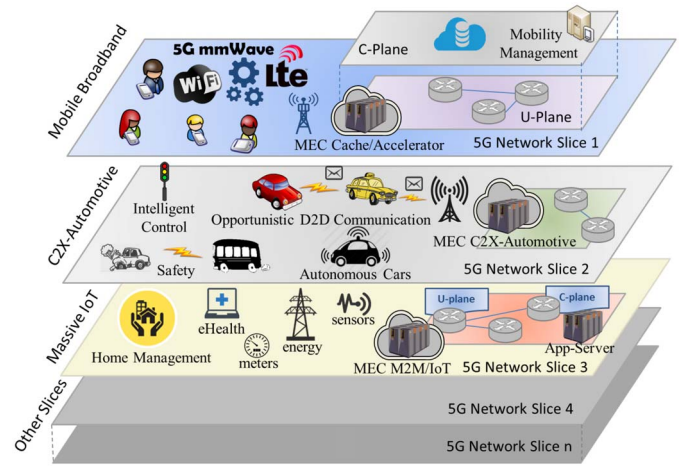 Mobile Broadband
5G mmWave
WiFi
Lte
C-Plane
Mobility
Management
U-Plane
MEC Cache/Accelerator
5G Network Slice 1
C2X-Automotive
Intelligent
Control
Opportunistic D2D Communication
MEC C2X-Automotive
Safety
Autonomous Cars
5G Network Slice 2
Massive IoT
Home Management
eHealth
meters
energy
sensors
U-plane
C-plane
App-Server
MEC M2M/IoT
5G Network Slice 3
Other Slices
5G Network Slice 4
5G Network Slice n